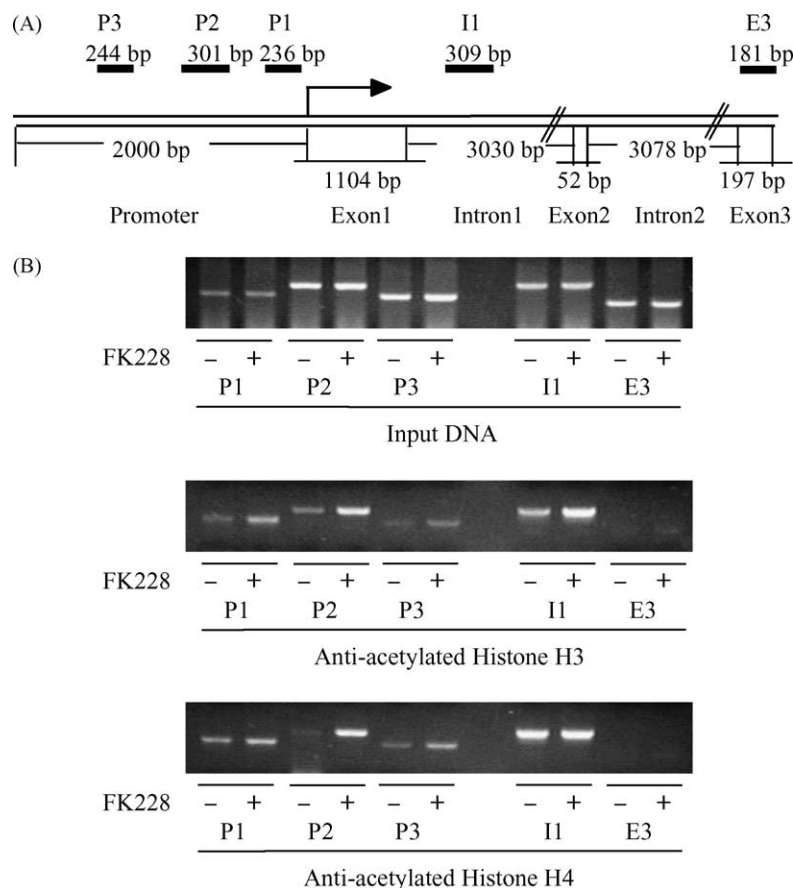 (A) P3 P2 P1 I1 E3
244 bp 301 bp 236 bp 309 bp 181 bp
2000 bp 3030 bp 3078 bp
1104 bp 52 bp 197 bp
Promoter Exon1 Intron1 Exon2 Intron2 Exon3
(B)
FK228 – + – + – + – + – +
P1 P2 P3 I1 E3
Input DNA
FK228 – + – + – + – + – +
P1 P2 P3 I1 E3
Anti-acetylated Histone H3
FK228 – + – + – + – + – +
P1 P2 P3 I1 E3
Anti-acetylated Histone H4